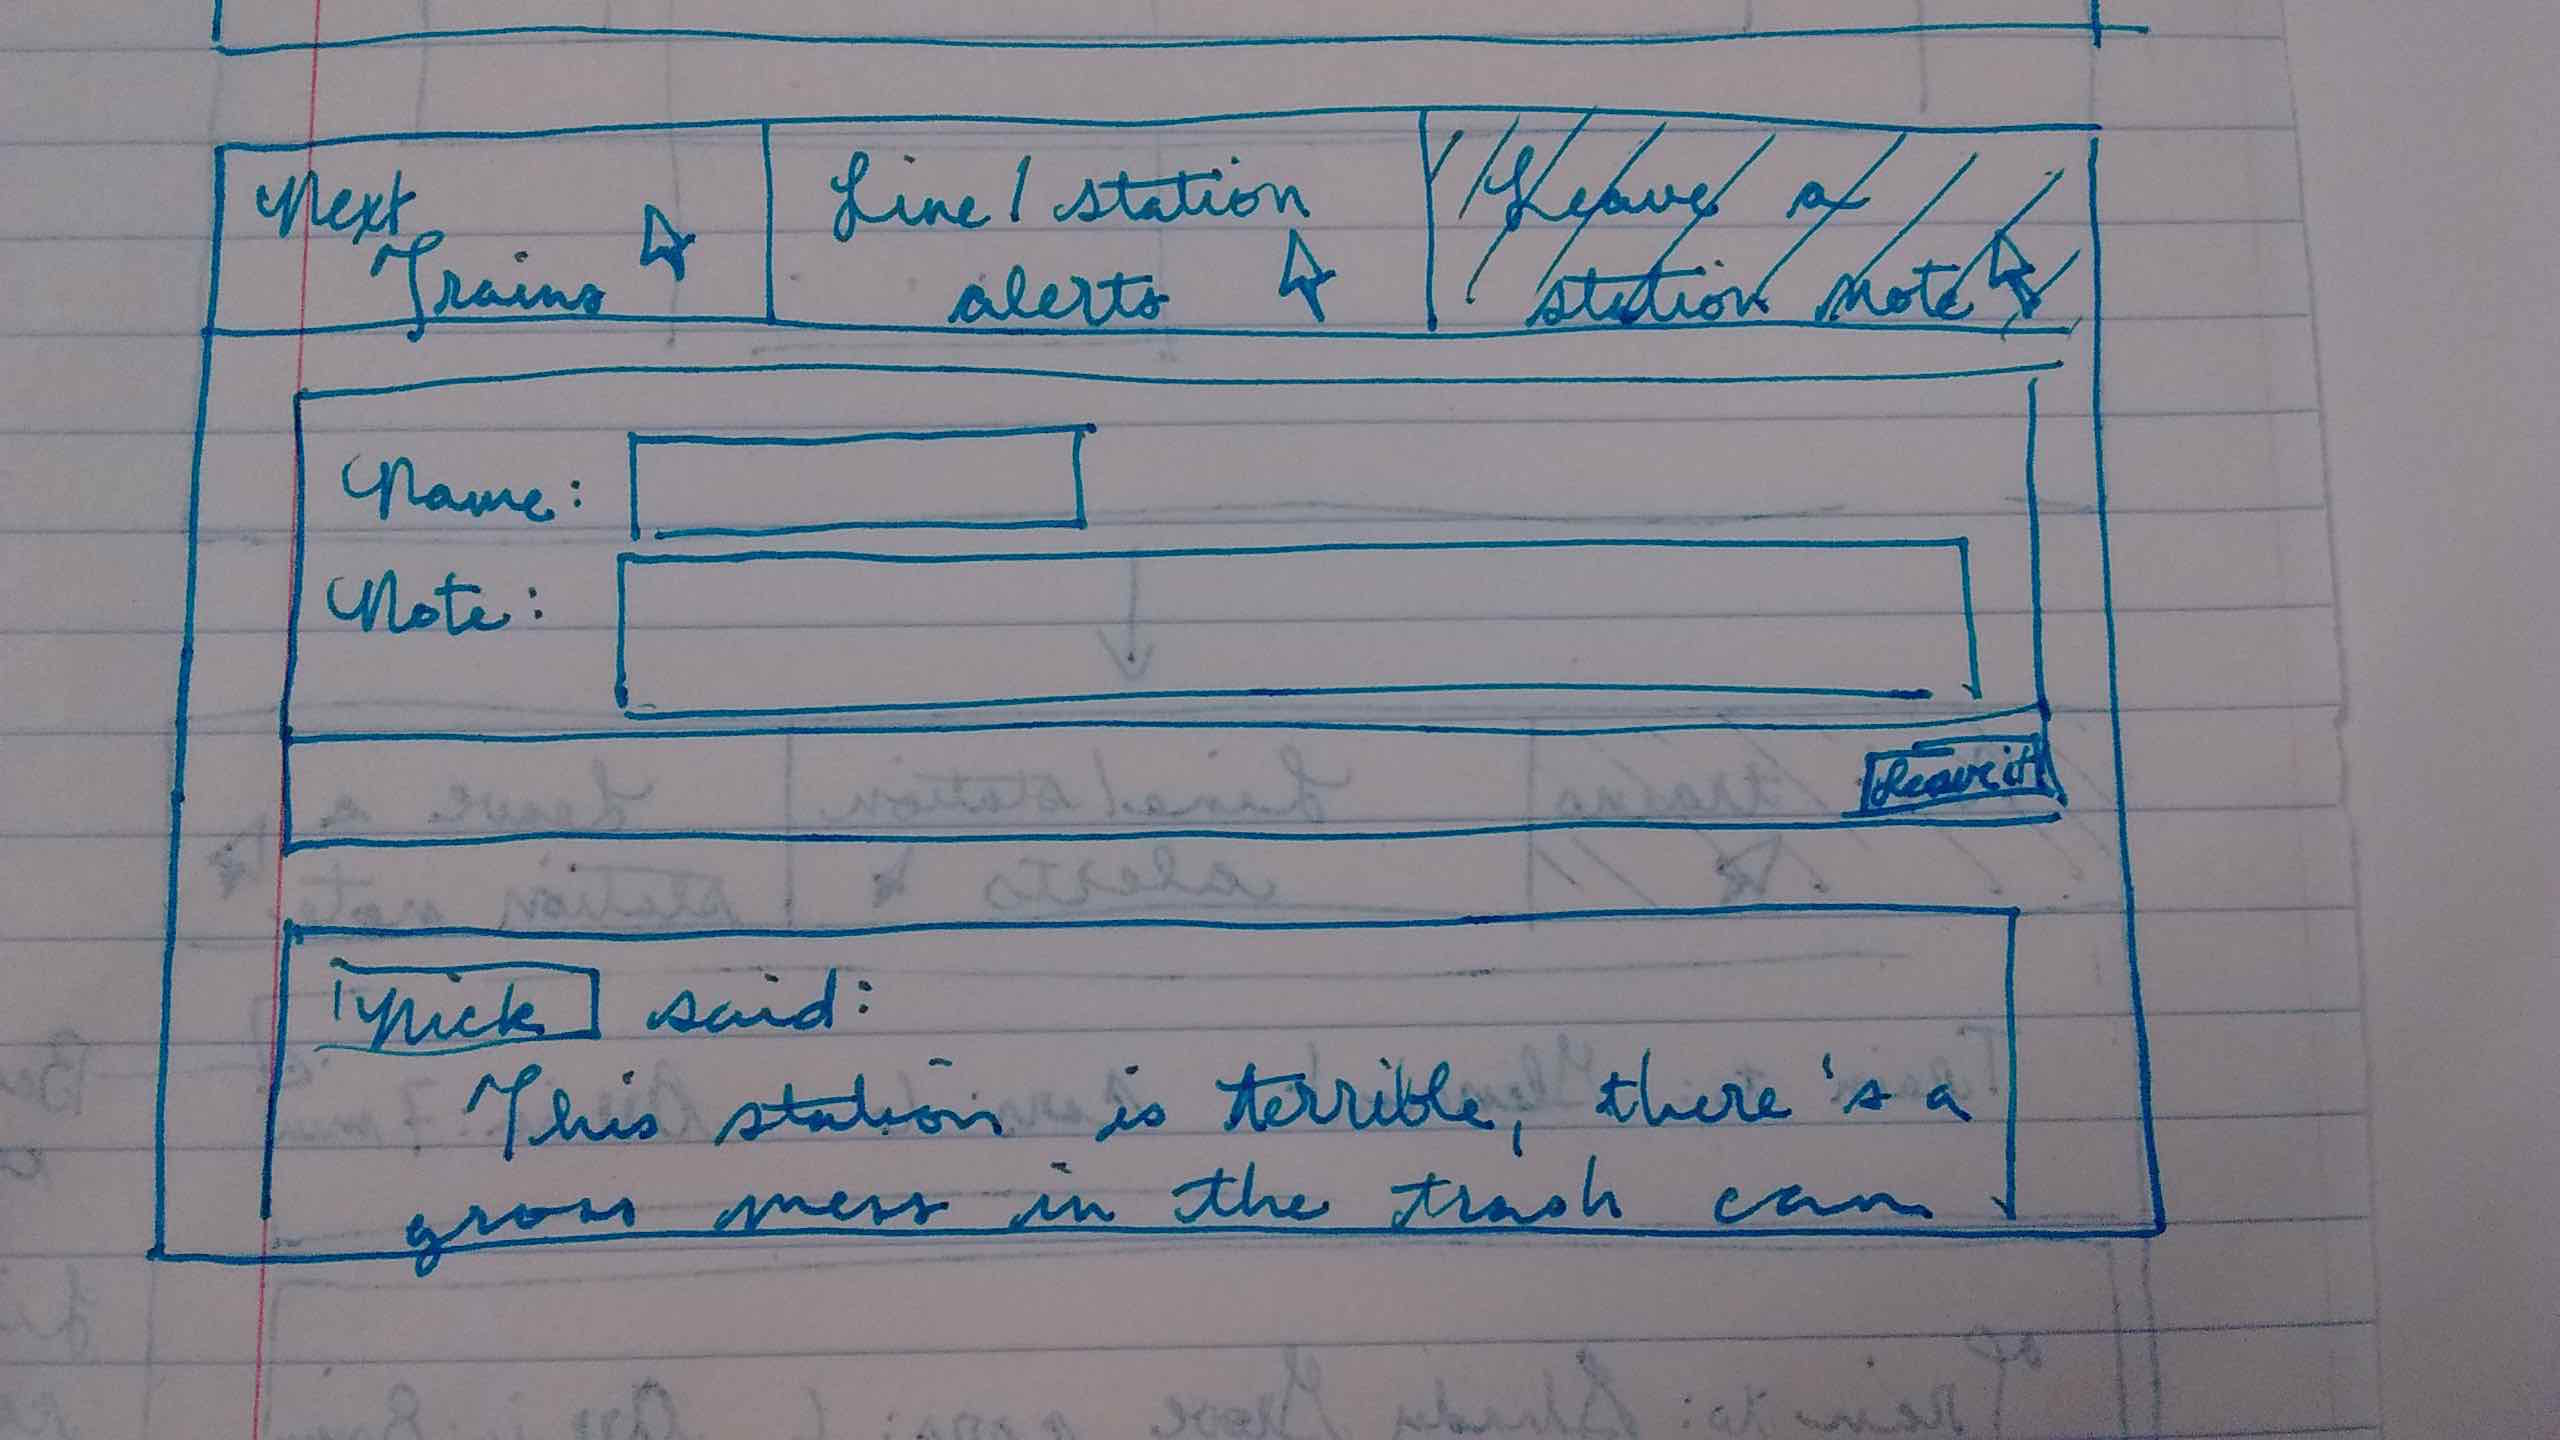 Next
Trains
Line / station
alerts
Leave a
station note
Name:
Note:
Leave it
Nick said:
This station is terrible, there's a
gross mess in the trash can